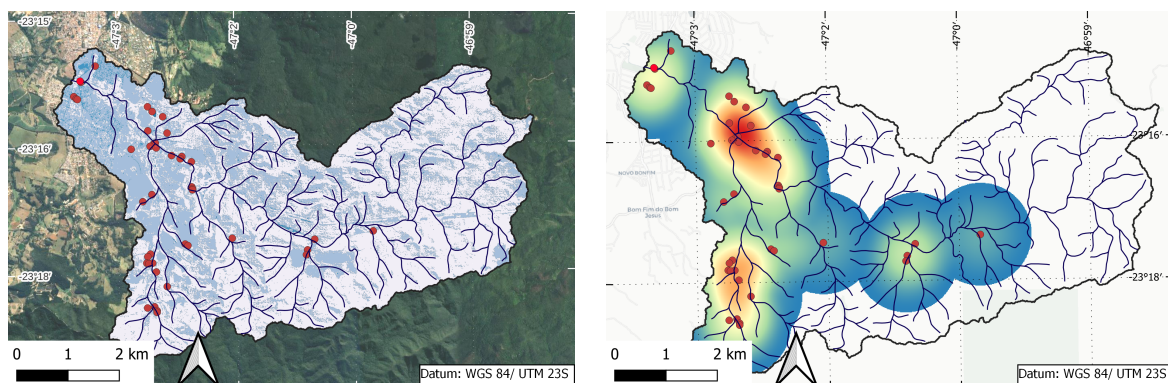 -23°15'
-47°3'
-47°2'
-47°0'
-46°59'
-23°16'
-23°18'
0 1 2 km
Datum: WGS 84/ UTM 23S
-47°3'
-47°2'
-47°0'
-46°59'
-23°16'
NOVO BONFIM
Bom Fim do Bom
Jesus
-23°18'
0 1 2 km
Datum: WGS 84/ UTM 23S